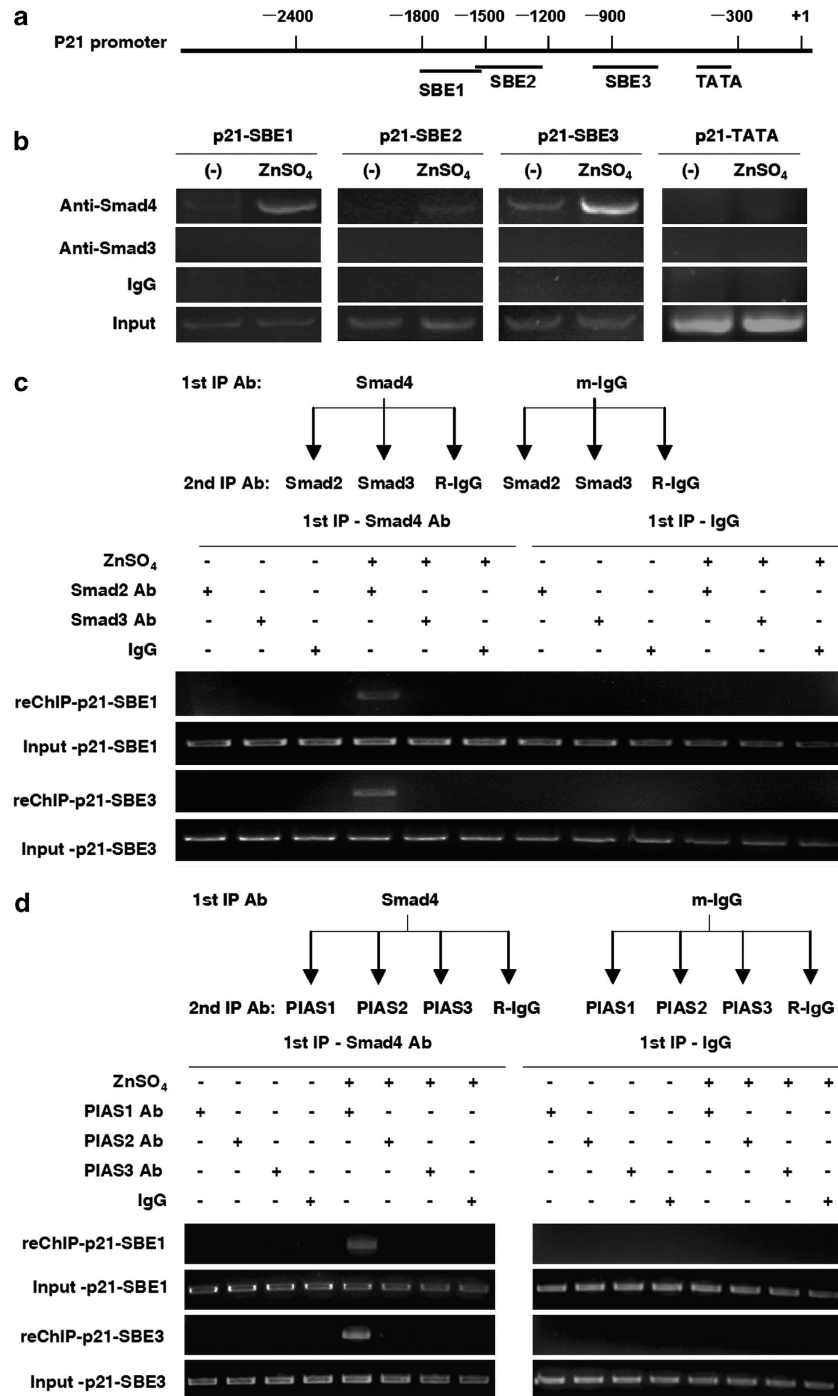 a
−2400 −1800 −1500 −1200 −900 −300 +1
P21 promoter
SBE1 SBE2 SBE3 TATA
b
p21-SBE1 p21-SBE2 p21-SBE3 p21-TATA
(-) ZnSO4 (-) ZnSO4 (-) ZnSO4 (-) ZnSO4
Anti-Smad4
Anti-Smad3
IgG
Input
c
1st IP Ab: Smad4 m-IgG
2nd IP Ab: Smad2 Smad3 R-IgG Smad2 Smad3 R-IgG
1st IP - Smad4 Ab 1st IP - IgG
ZnSO4 - - - + + + - - - + + +
Smad2 Ab + - - + - - + - - + - -
Smad3 Ab - + - - + - - + - - + -
IgG - - + - - + - - + - - +
reChIP-p21-SBE1
Input -p21-SBE1
reChIP-p21-SBE3
Input -p21-SBE3
d
1st IP Ab Smad4 m-IgG
2nd IP Ab: PIAS1 PIAS2 PIAS3 R-IgG PIAS1 PIAS2 PIAS3 R-IgG
1st IP - Smad4 Ab 1st IP - IgG
ZnSO4 - - - - + + + + - - - - + + + +
PIAS1 Ab + - - - + - - - + - - - + - - -
PIAS2 Ab - + - - - + - - - + - - - + - -
PIAS3 Ab - - + - - - + - - - + - - - + -
IgG - - - + - - - + - - - + - - - +
reChIP-p21-SBE1
Input -p21-SBE1
reChIP-p21-SBE3
Input -p21-SBE3